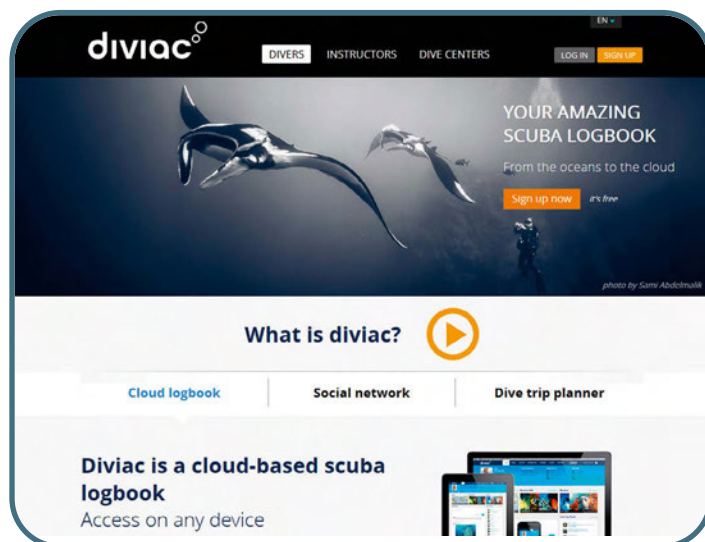 EN
diviac
DIVERS INSTRUCTORS DIVE CENTERS LOG IN SIGN UP
YOUR AMAZING
SCUBA LOGBOOK
From the oceans to the cloud
Sign up now it's free
photo by Sami Abdelmalik
What is diviac?
Cloud logbook Social network Dive trip planner
Diviac is a cloud-based scuba
logbook
Access on any device